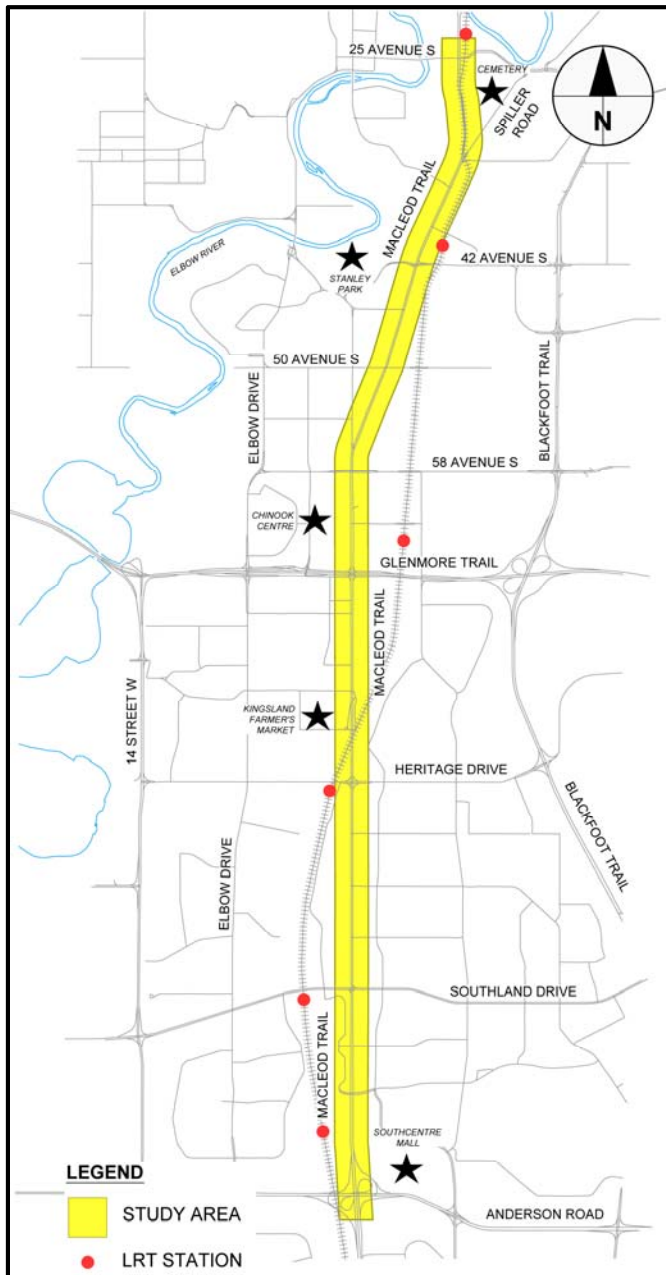 25 AVENUE S
CEMETERY
SPILLER
ROAD
N
MACLEOD TRAIL
ELBOW RIVER
STANLEY
PARK
42 AVENUE S
50 AVENUE S
ELBOW DRIVE
BLACKFOOT TRAIL
58 AVENUE S
CHINOOK
CENTRE
GLENMORE TRAIL
MACLEOD TRAIL
14 STREET W
KINGSLAND
FARMER'S
MARKET
HERITAGE DRIVE
BLACKFOOT TRAIL
ELBOW DRIVE
SOUTHLAND DRIVE
MACLEOD TRAIL
SOUTHCENTRE
MALL
LEGEND
STUDY AREA
ANDERSON ROAD
LRT STATION